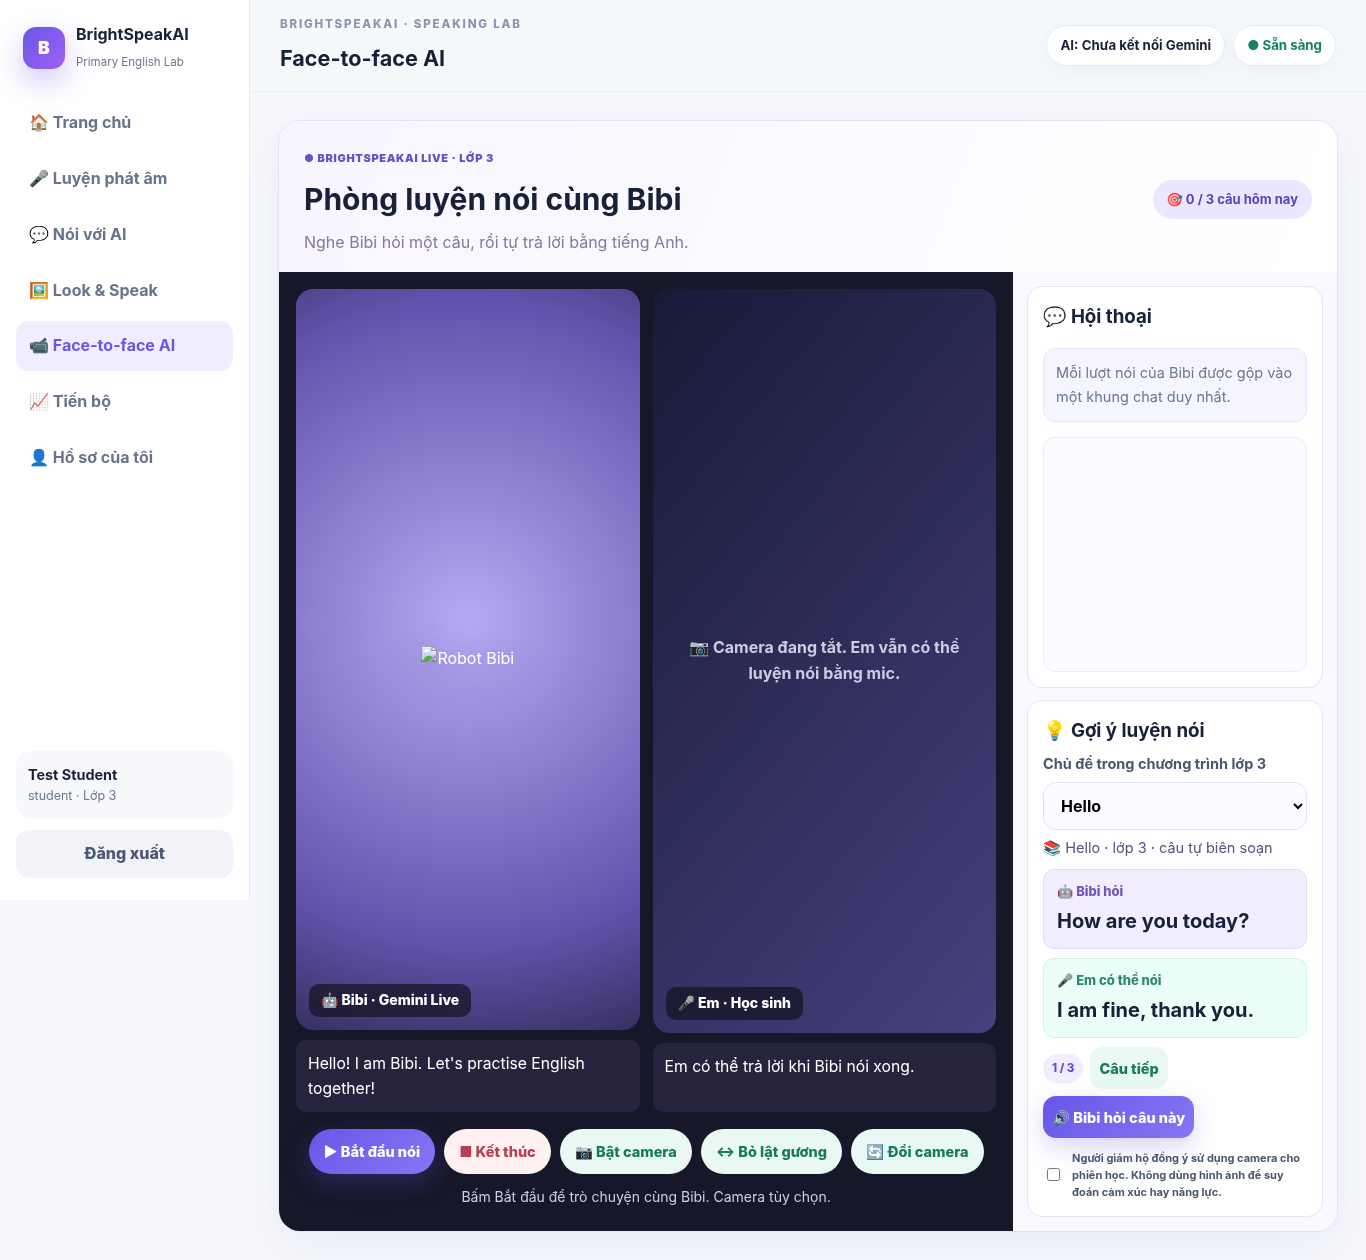 B
BrightSpeakAI
Primary English Lab
🏠 Trang chủ
🎤 Luyện phát âm
💬 Nói với AI
🖼️ Look & Speak
📹 Face-to-face AI
📈 Tiến bộ
👤 Hồ sơ của tôi
Test Student
student · Lớp 3
Đăng xuất
BRIGHTSPEAKAI · SPEAKING LAB
Face-to-face AI
AI: Chưa kết nối Gemini
● Sẵn sàng
● BRIGHTSPEAKAI LIVE · LỚP 3
Phòng luyện nói cùng Bibi
Nghe Bibi hỏi một câu, rồi tự trả lời bằng tiếng Anh.
🎯 0 / 3 câu hôm nay
Robot Bibi
🤖 Bibi · Gemini Live
Hello! I am Bibi. Let's practise English
together!
📷 Camera đang tắt. Em vẫn có thể
luyện nói bằng mic.
🎤 Em · Học sinh
Em có thể trả lời khi Bibi nói xong.
▶ Bắt đầu nói
■ Kết thúc
📷 Bật camera
↔ Bỏ lật gương
🔄 Đổi camera
Bấm Bắt đầu để trò chuyện cùng Bibi. Camera tùy chọn.
💬 Hội thoại
Mỗi lượt nói của Bibi được gộp vào
một khung chat duy nhất.
💡 Gợi ý luyện nói
Chủ đề trong chương trình lớp 3
Hello
📚 Hello · lớp 3 · câu tự biên soạn
🤖 Bibi hỏi
How are you today?
🎤 Em có thể nói
I am fine, thank you.
1 / 3
Câu tiếp
🔊 Bibi hỏi câu này
Người giám hộ đồng ý sử dụng camera cho
phiên học. Không dùng hình ảnh để suy
đoán cảm xúc hay năng lực.